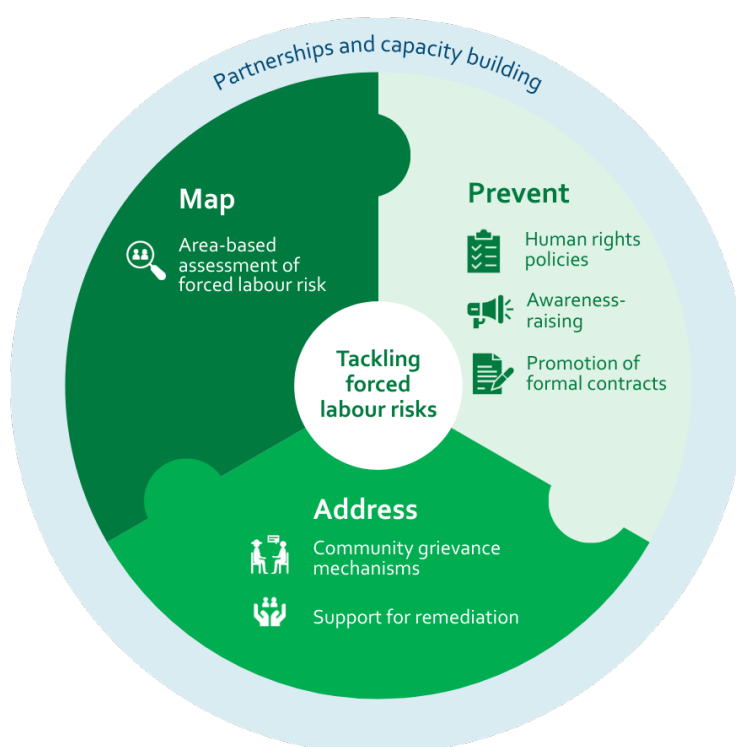 Partnerships and capacity building
Map
Area-based
assessment of
forced labour risk
Prevent
Human rights
policies
Awareness-
raising
Promotion of
formal contracts
Tackling
forced
labour risks
Address
Community grievance
mechanisms
Support for remediation